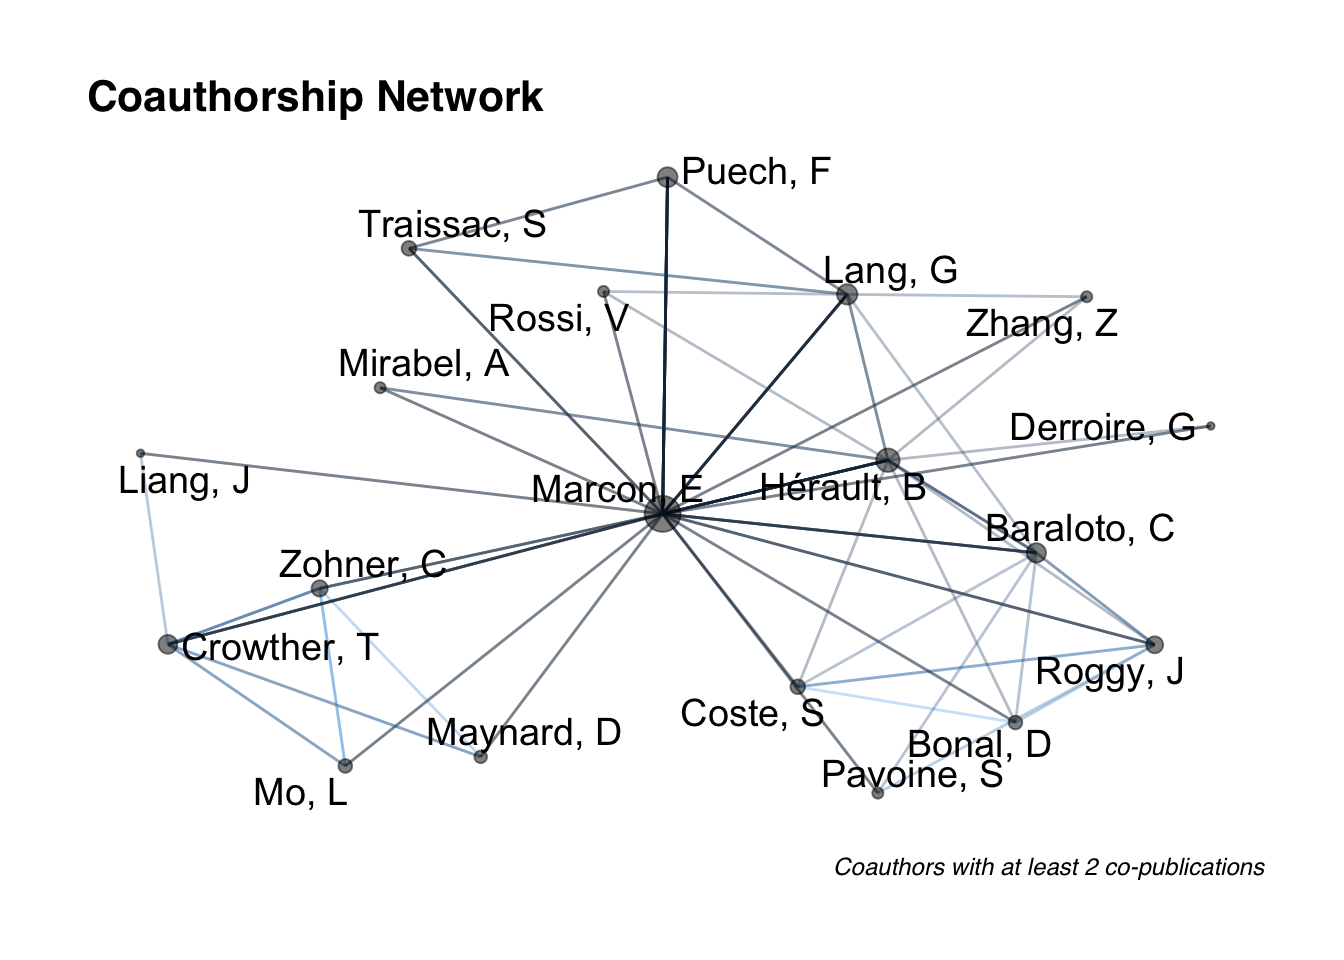 Coauthorship Network
Puech, F
Traissac, S
Lang, G
Rossi, V
Zhang, Z
Mirabel, A
Derroire, G
Liang, J
Marcon, E
Hérault, B
Baraloto, C
Zohner, C
Crowther, T
Roggy, J
Coste, S
Maynard, D
Bonal, D
Pavoine, S
Mo, L
Coauthors with at least 2 co-publications